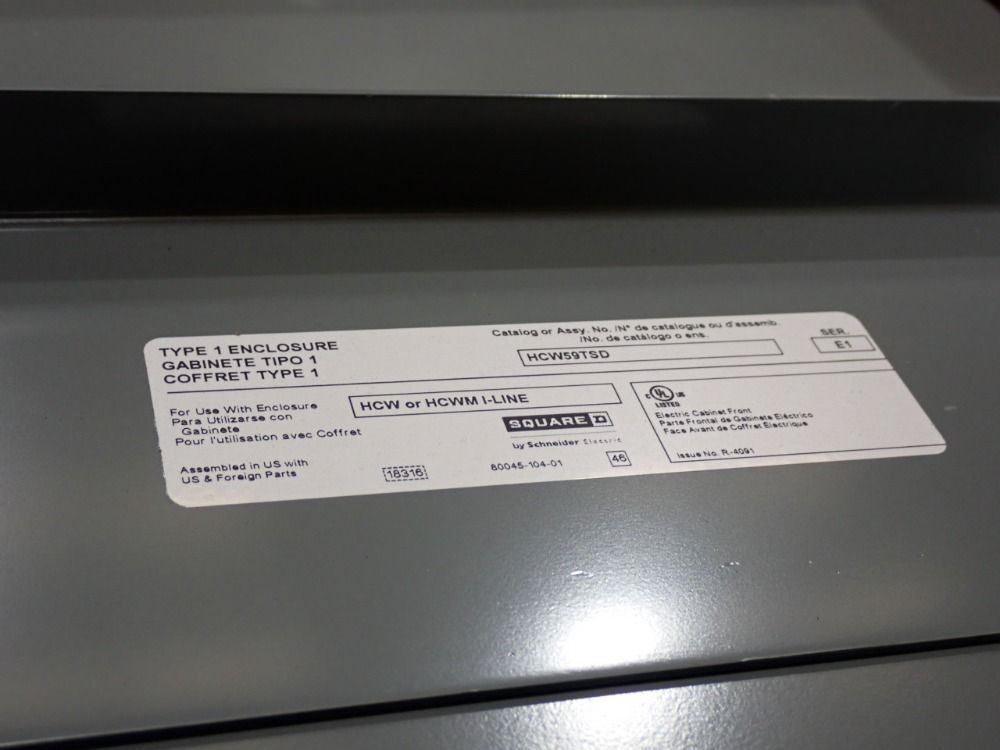 TYPE 1 ENCLOSURE
GABINETE TIPO 1
COFFRET TYPE 1
Catalog or Assy. No. /N° de catalogue ou d'assemb.
/No. de catálogo o ens.
HCW59TSD
SER.
E1
For Use With Enclosure
Para Utilizarse con
Gabinete
Pour l'utilisation avec Coffret
HCW or HCWM I-LINE
SQUARE D
by Schneider Electric
Assembled in US with
US & Foreign Parts
18316
80045-104-01
46
c UL us
LISTED
Electric Cabinet Front
Parte Frontal de Gabinete Eléctrico
Face Avant de Coffret Électrique
Issue No. R-4091